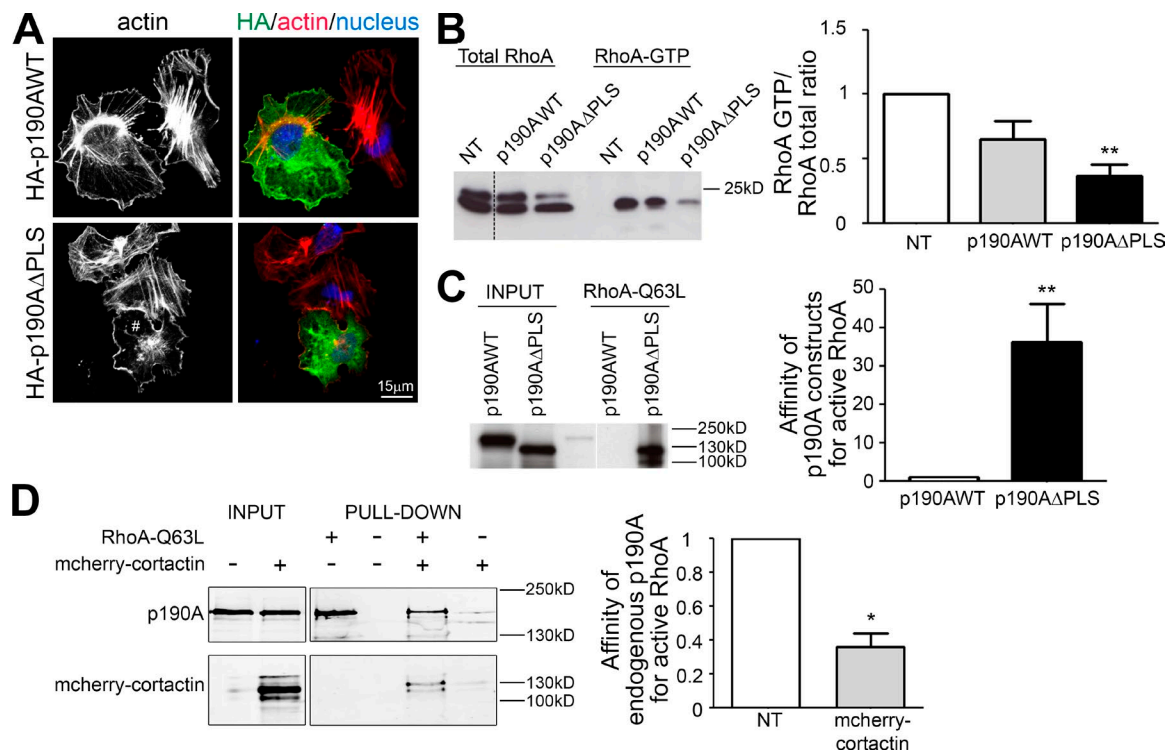 A
actin
HA/actin/nucleus
HA-p190AWT
HA-p190AΔPLS
#
15μm
B
Total RhoA
RhoA-GTP
NT
p190AWT
p190AΔPLS
NT
p190AWT
p190AΔPLS
25kD
RhoA GTP/
RhoA total ratio
1.5
1
0.5
0
**
NT
p190AWT
p190AΔPLS
C
INPUT
RhoA-Q63L
p190AWT
p190AΔPLS
p190AWT
p190AΔPLS
250kD
130kD
100kD
Affinity of
p190A constructs
for active RhoA
50
40
30
20
10
0
**
p190AWT
p190AΔPLS
D
INPUT
PULL-DOWN
RhoA-Q63L + - + -
mcherry-cortactin - + - - + +
p190A
250kD
130kD
mcherry-cortactin
130kD
100kD
Affinity of
endogenous p190A
for active RhoA
1
0.8
0.6
0.4
0.2
0
*
NT
mcherry-
cortactin